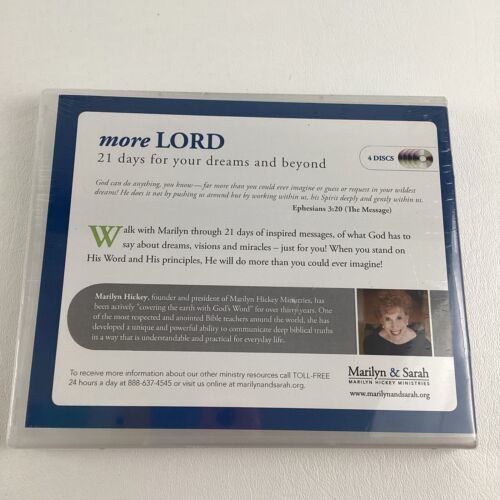 more LORD
21 days for your dreams and beyond
4 DISCS
God can do anything, you know — far more than you could ever imagine or guess or request in your wildest
dreams! He does it not by pushing us around but by working within us, his Spirit deeply and gently within us.
Ephesians 3:20 (The Message)
Walk with Marilyn through 21 days of inspired messages, of what God has to
say about dreams, visions and miracles – just for you! When you stand on
His Word and His principles, He will do more than you could ever imagine!
Marilyn Hickey, founder and president of Marilyn Hickey Ministries, has
been actively "covering the earth with God's Word" for over thirty years. One
of the most respected and anointed Bible teachers around the world, she has
developed a unique and powerful ability to communicate deep biblical truths
in a way that is understandable and practical for everyday life.
To receive more information about our other ministry resources call TOLL-FREE
24 hours a day at 888-637-4545 or visit us online at marilynandsarah.org.
Marilyn & Sarah
MARILYN HICKEY MINISTRIES
www.marilynandsarah.org